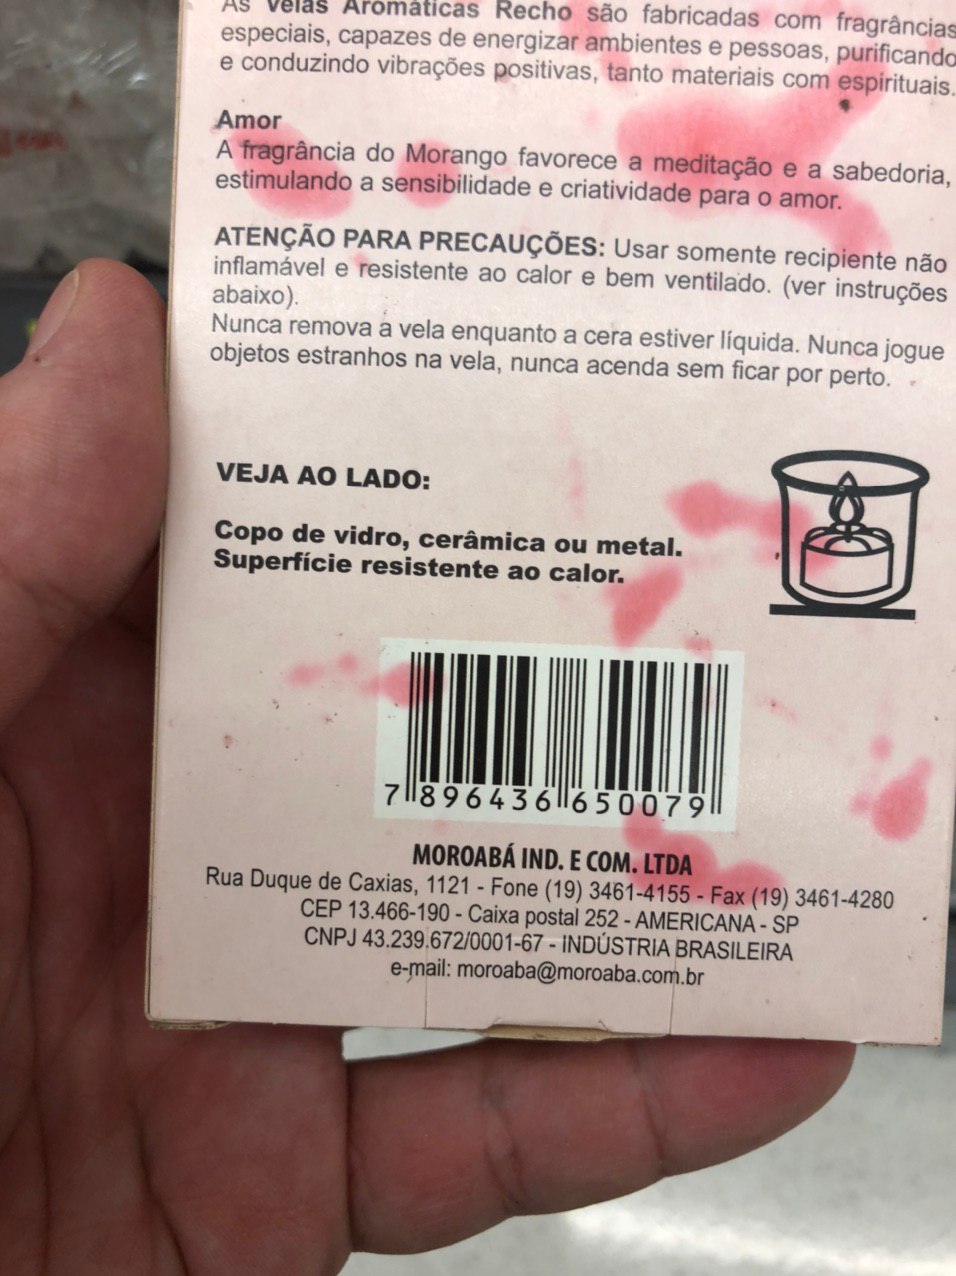 As Velas Aromáticas Recho são fabricadas com fragrâncias
especiais, capazes de energizar ambientes e pessoas, purificando
e conduzindo vibrações positivas, tanto materiais com espirituais.
Amor
A fragrância do Morango favorece a meditação e a sabedoria,
estimulando a sensibilidade e criatividade para o amor.
ATENÇÃO PARA PRECAUÇÕES: Usar somente recipiente não
inflamável e resistente ao calor e bem ventilado. (ver instruções
abaixo).
Nunca remova a vela enquanto a cera estiver líquida. Nunca jogue
objetos estranhos na vela, nunca acenda sem ficar por perto.
VEJA AO LADO:
Copo de vidro, cerâmica ou metal.
Superfície resistente ao calor.
7 896436 650079
MOROABÁ IND. E COM. LTDA
Rua Duque de Caxias, 1121 - Fone (19) 3461-4155 - Fax (19) 3461-4280
CEP 13.466-190 - Caixa postal 252 - AMERICANA - SP
CNPJ 43.239.672/0001-67 - INDÚSTRIA BRASILEIRA
e-mail: moroaba@moroaba.com.br